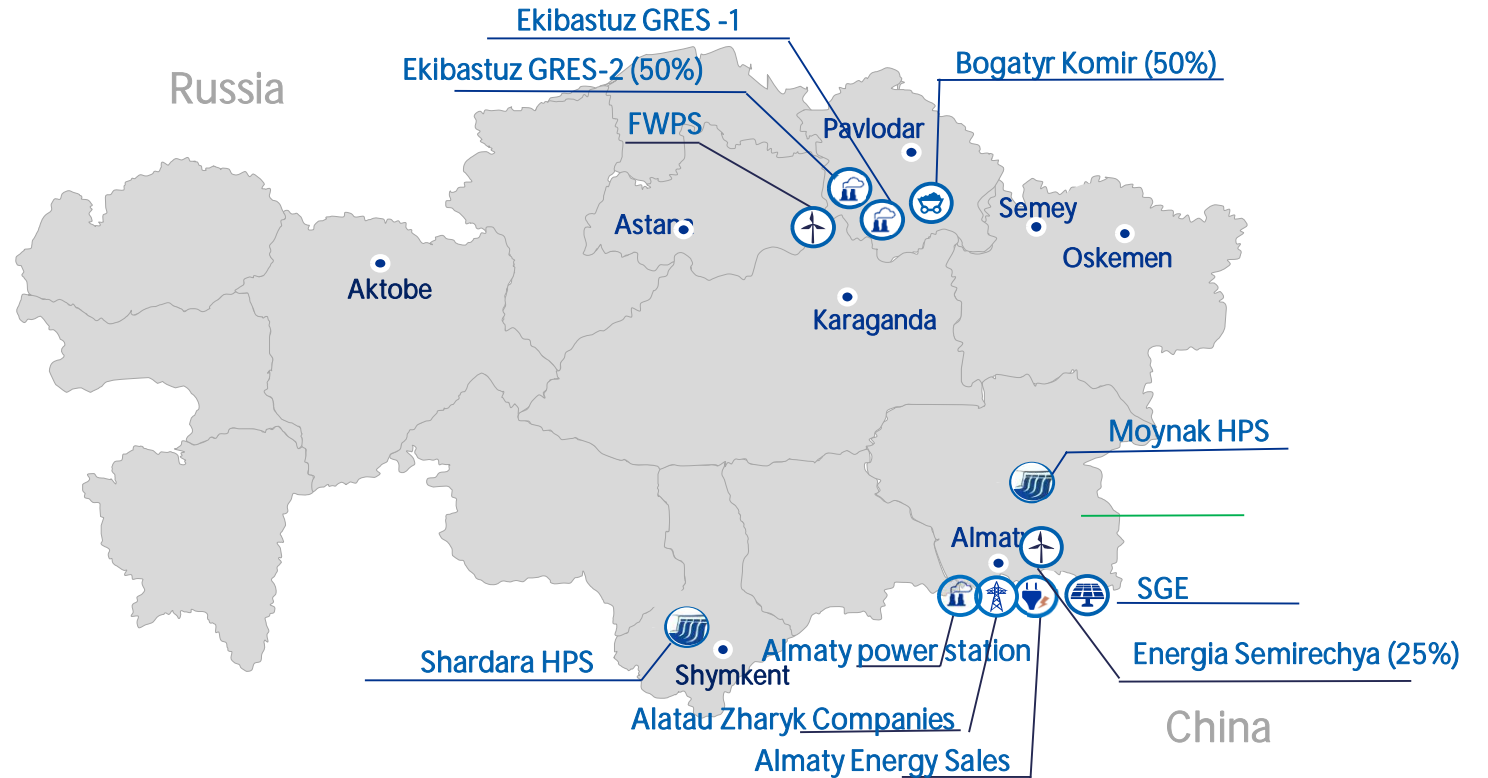 Ekibastuz GRES -1
Ekibastuz GRES-2 (50%)
Bogatyr Komir (50%)
Russia
FWPS
Pavlodar
Semey
Astana
Oskemen
Aktobe
Karaganda
Moynak HPS
Almaty
SGE
Almaty power station
Energia Semirechya (25%)
Shardara HPS
Shymkent
Alatau Zharyk Companies
China
Almaty Energy Sales